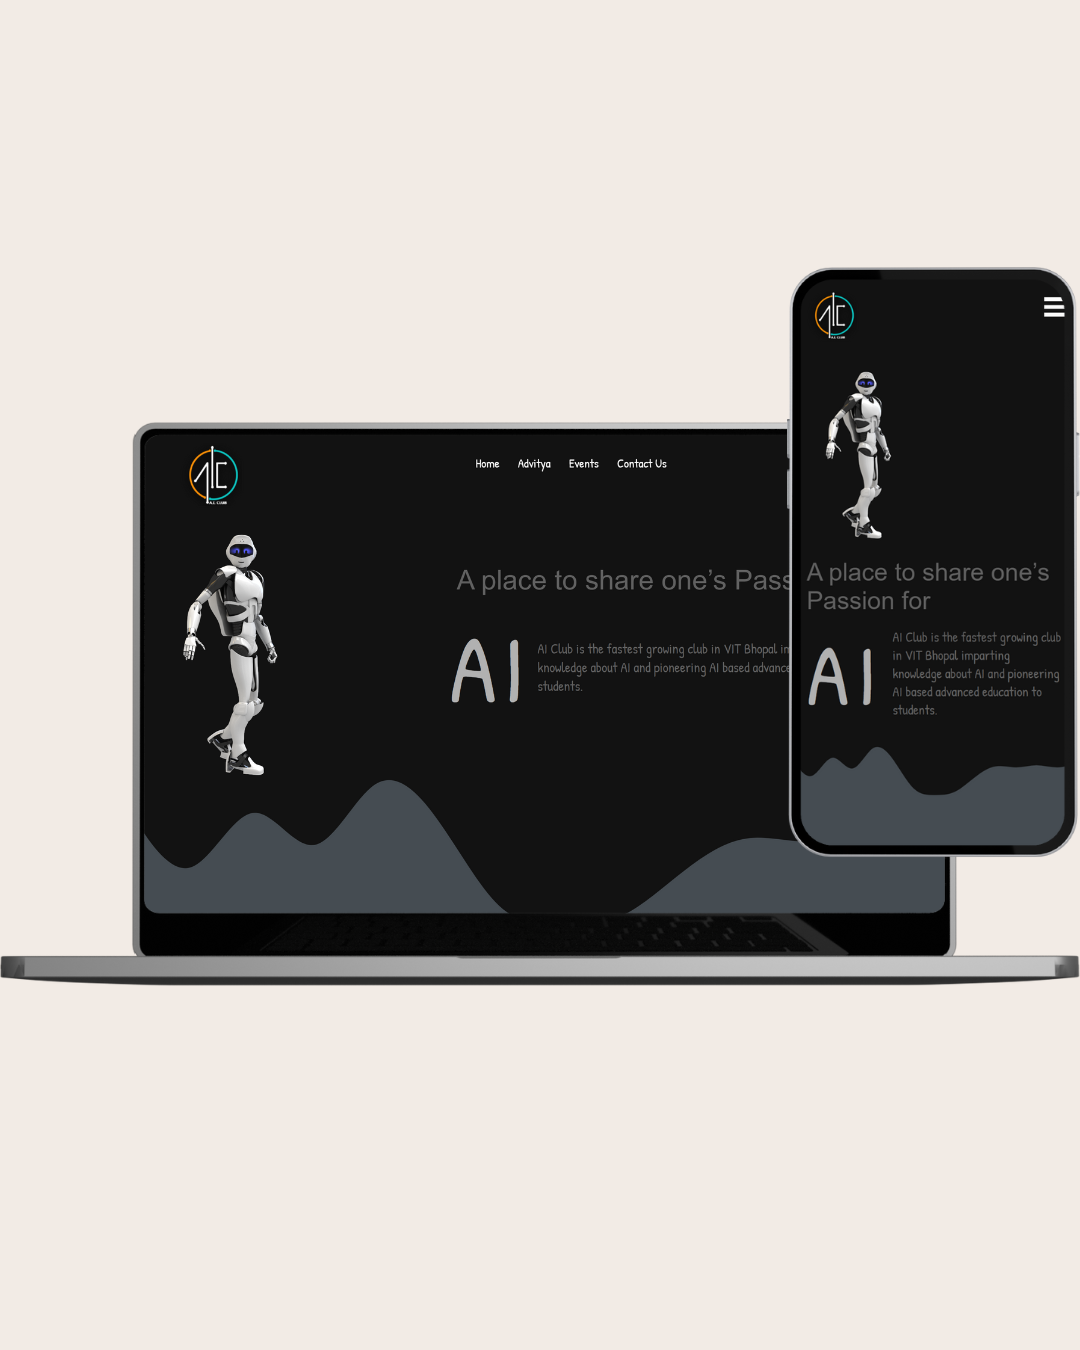 AIC
A.I. CLUB
Home Advitya Events Contact Us
A place to share one’s Pass
AI
AI Club is the fastest growing club in VIT Bhopal im
knowledge about AI and pioneering AI based advance
students.
AIC
A.I. CLUB
A place to share one’s
Passion for
AI
AI Club is the fastest growing club
in VIT Bhopal imparting
knowledge about AI and pioneering
AI based advanced education to
students.